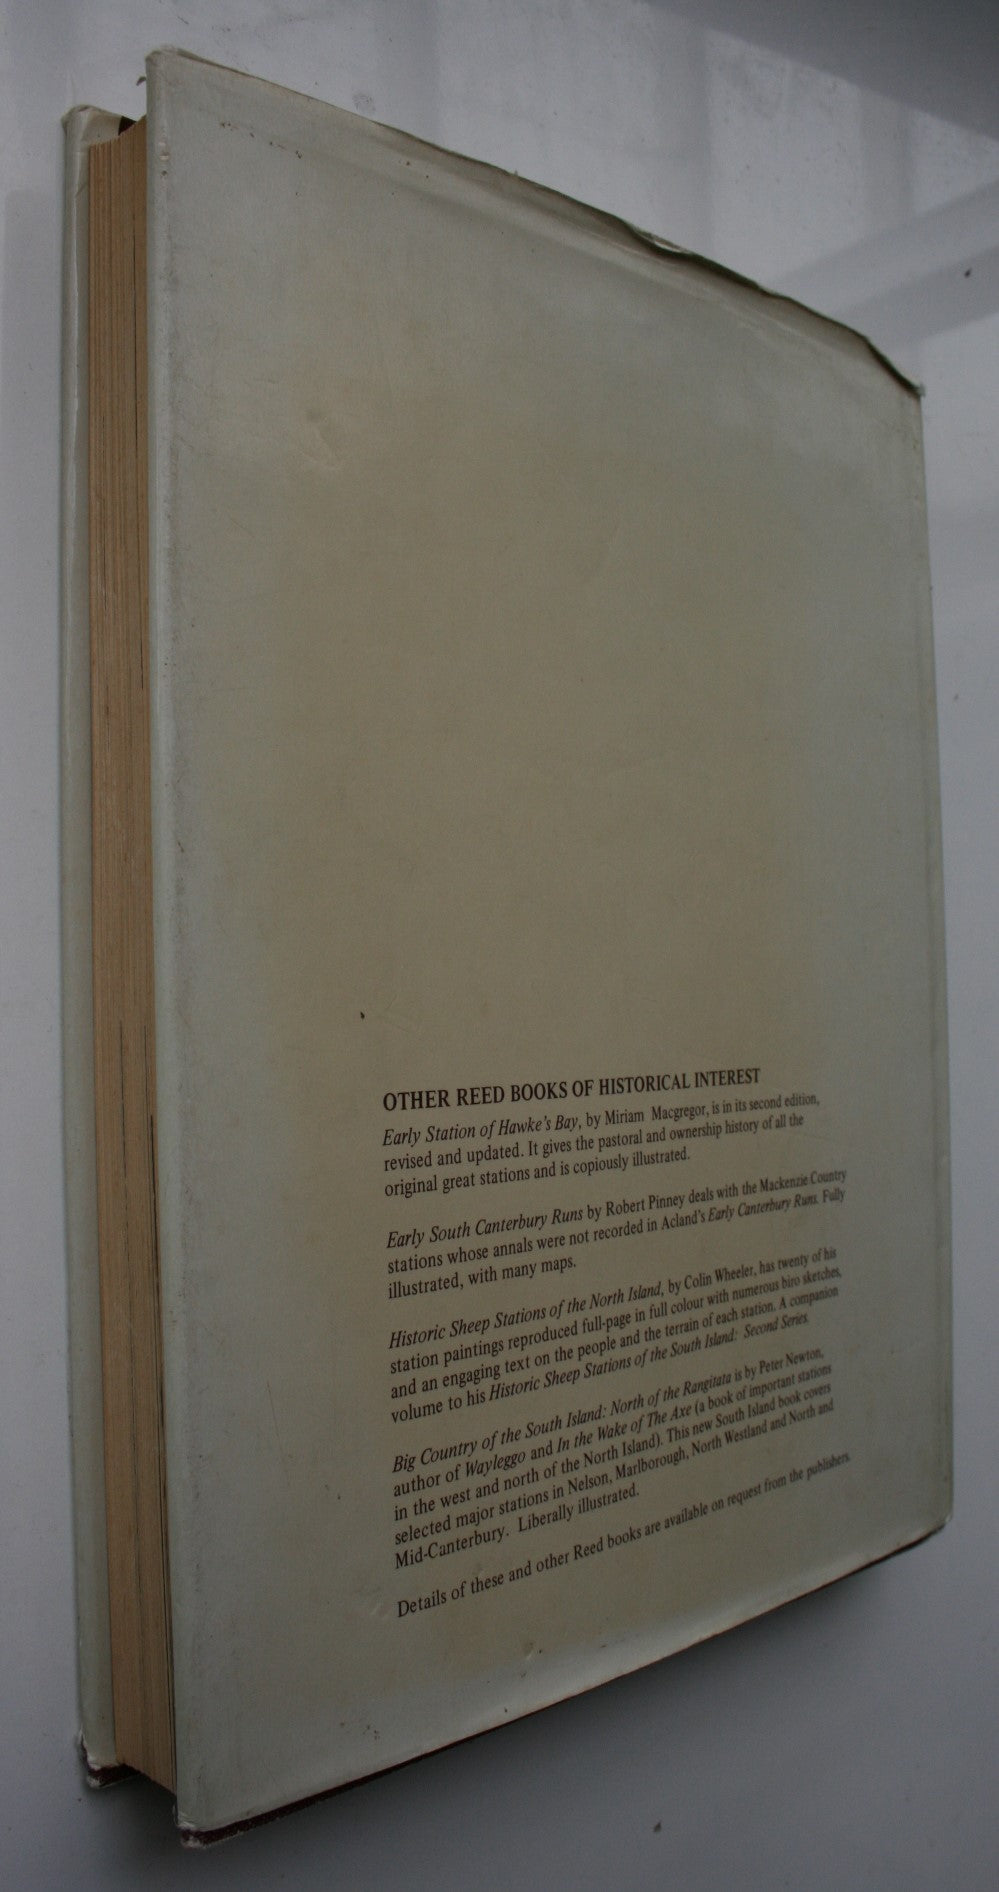 OTHER REED BOOKS OF HISTORICAL INTEREST
Early Station of Hawke's Bay, by Miriam Macgregor, is in its second edition,
revised and updated. It gives the pastoral and ownership history of all the
original great stations and is copiously illustrated.
Early South Canterbury Runs by Robert Pinney deals with the Mackenzie Country
stations whose annals were not recorded in Acland's Early Canterbury Runs. Fully
illustrated, with many maps.
Historic Sheep Stations of the North Island, by Colin Wheeler, has twenty of his
station paintings reproduced full-page in full colour with numerous biro sketches,
and an engaging text on the people and the terrain of each station. A companion
volume to his Historic Sheep Stations of the South Island: Second Series.
Big Country of the South Island: North of the Rangitata is by Peter Newton,
author of Wayleggo and In the Wake of The Axe (a book of important stations
in the west and north of the North Island). This new South Island book covers
selected major stations in Nelson, Marlborough, North Westland and North and
Mid-Canterbury. Liberally illustrated.
Details of these and other Reed books are available on request from the publishers.